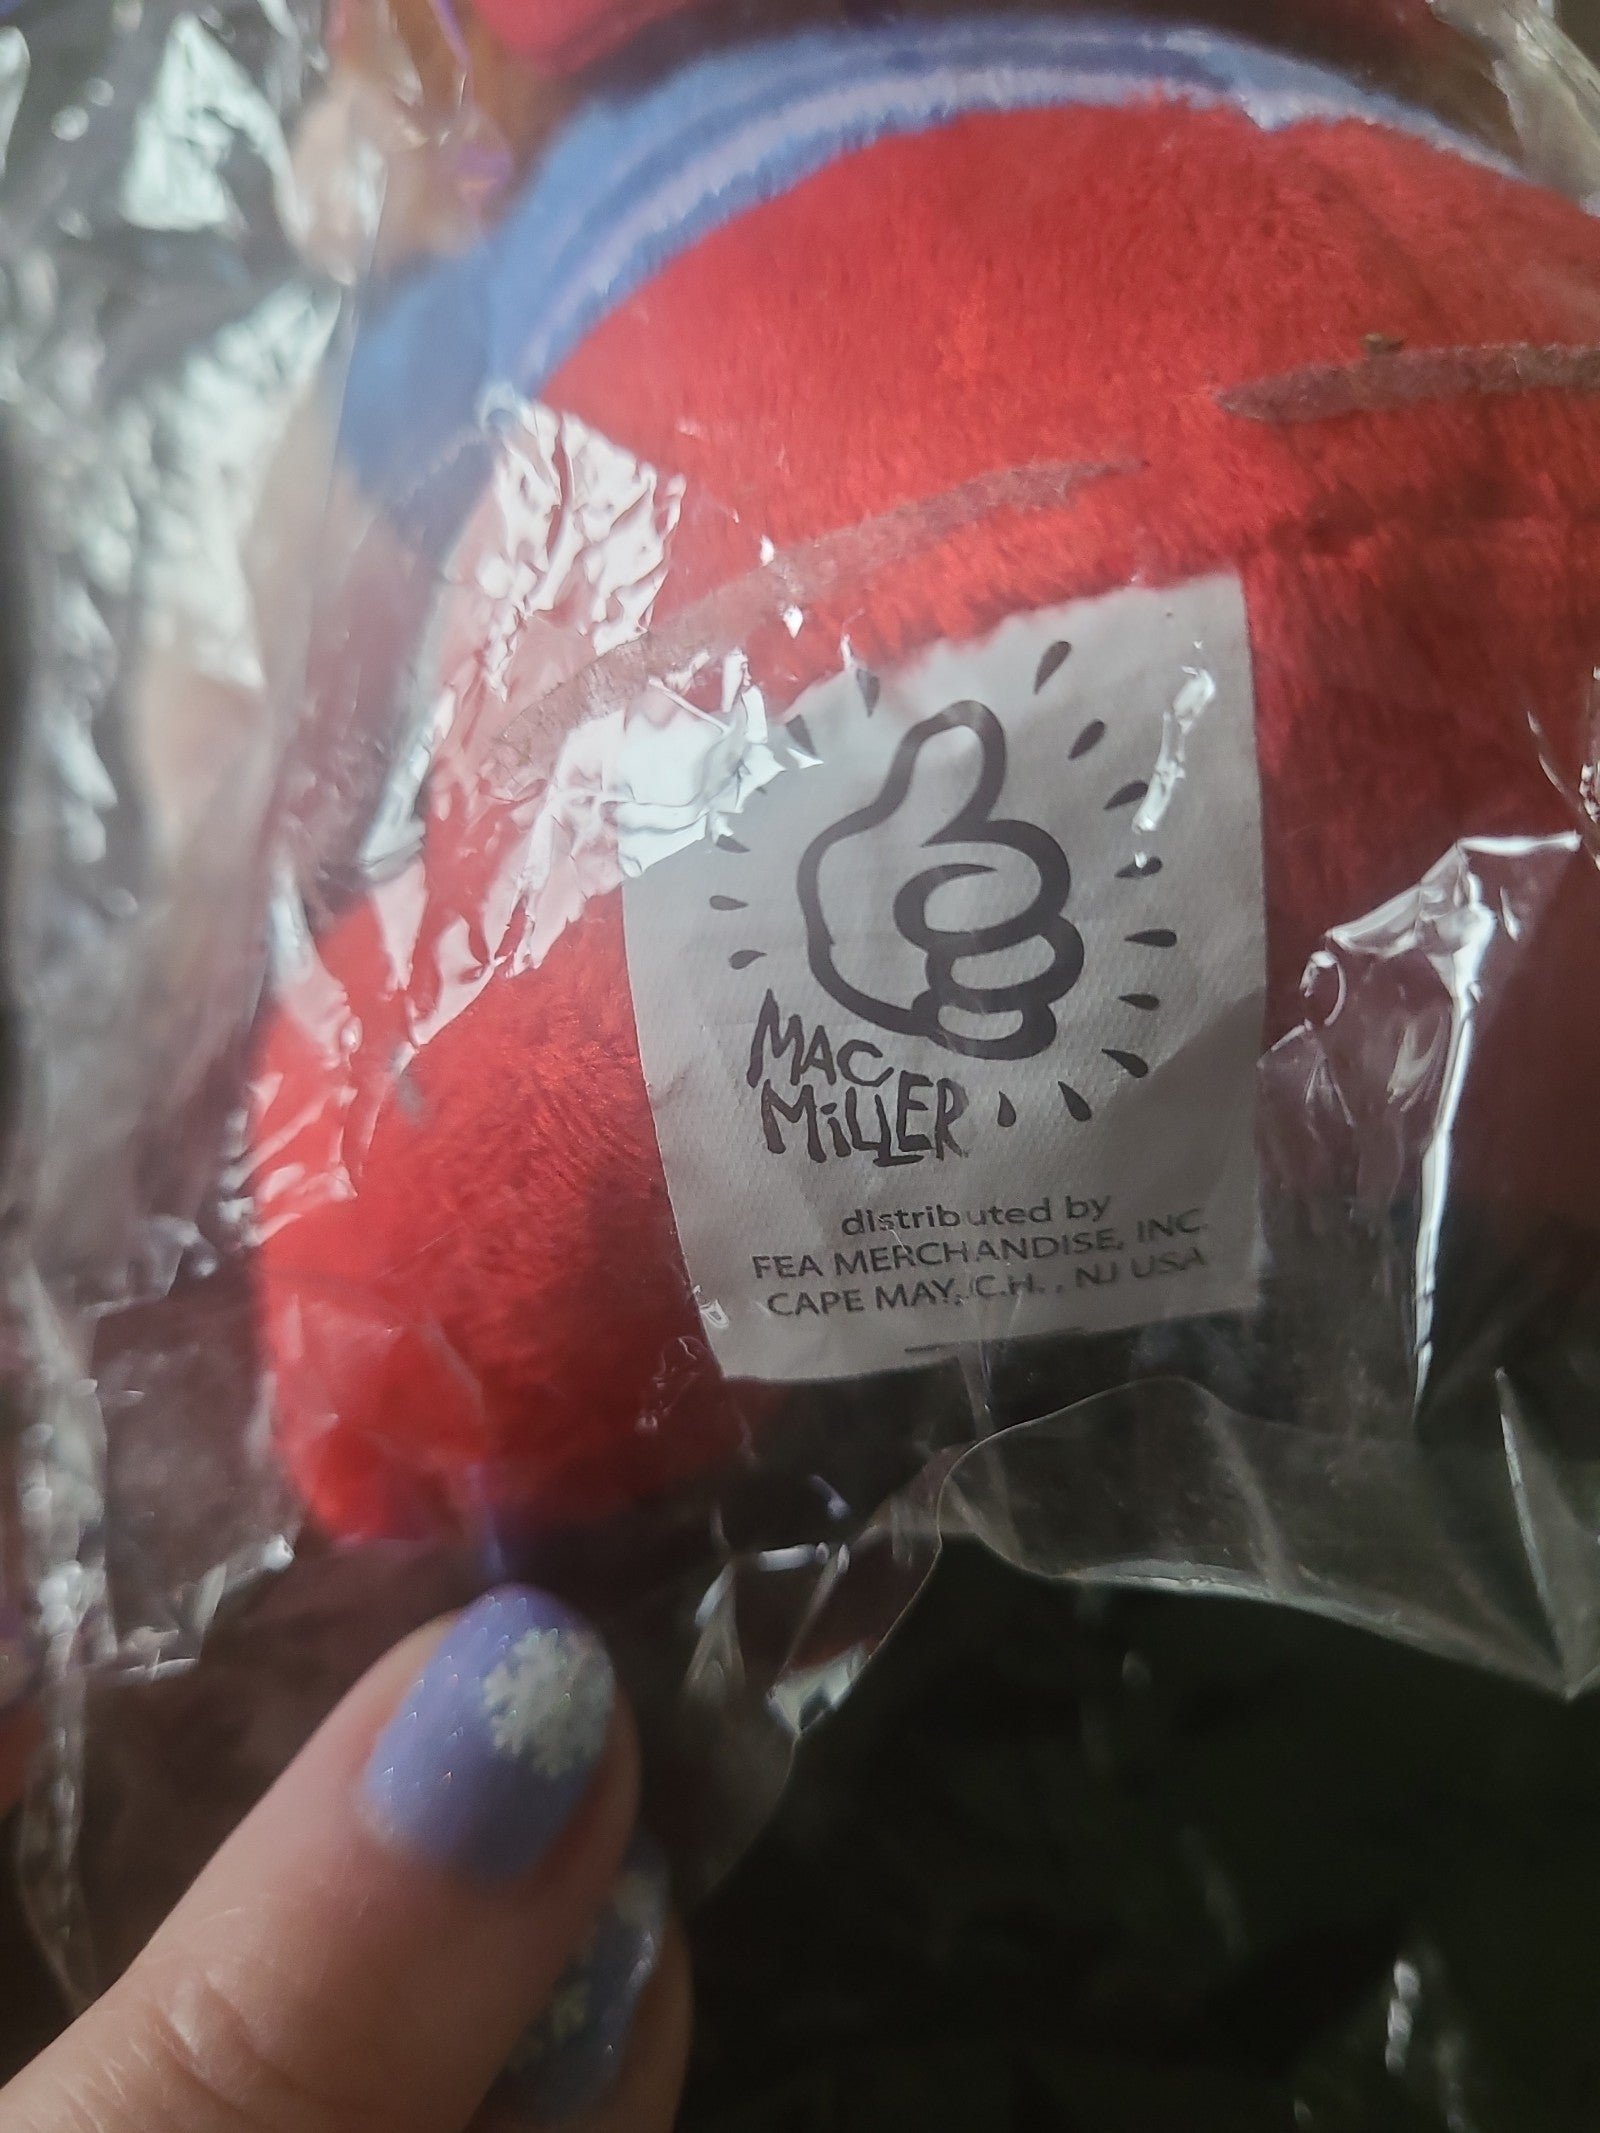 MAC
MiLLER
distributed by
FEA MERCHANDISE, INC.
CAPE MAY, C.H. , NJ USA